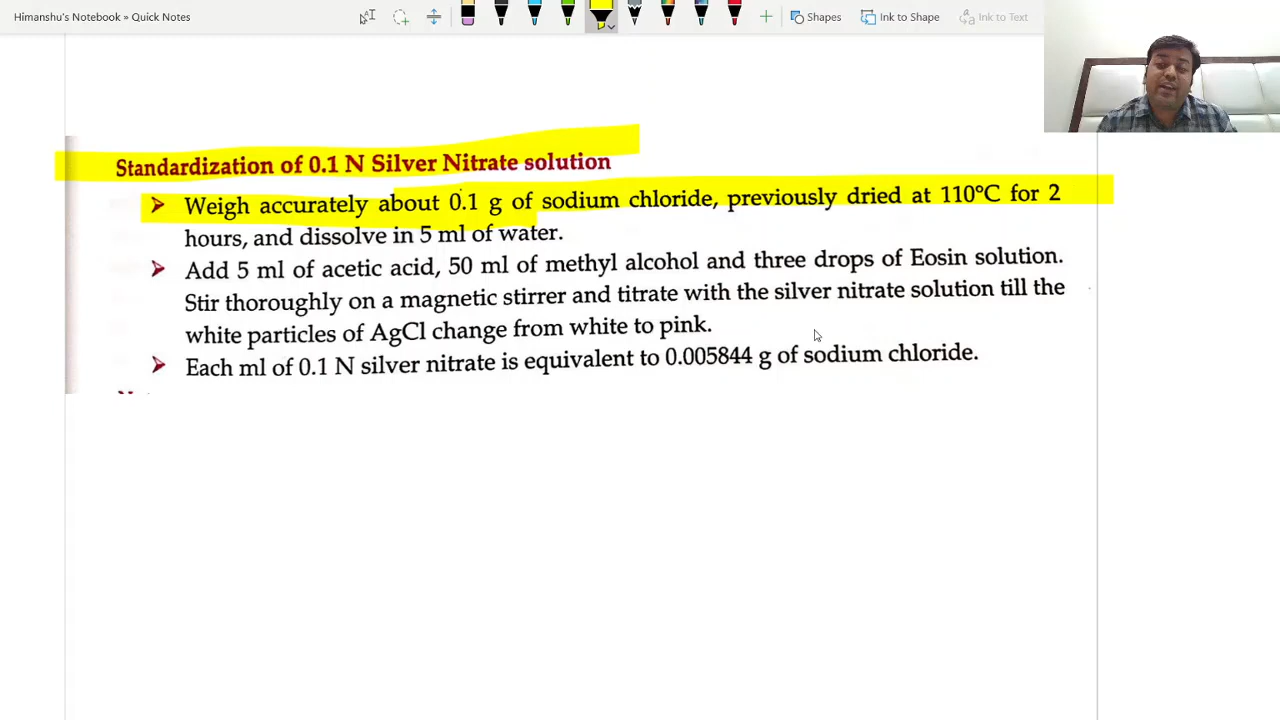 Himanshu's Notebook » Quick Notes
Shapes
Ink to Shape
Ink to Text
Standardization of 0.1 N Silver Nitrate solution
➤ Weigh accurately about 0.1 g of sodium chloride, previously dried at 110°C for 2
hours, and dissolve in 5 ml of water.
➤ Add 5 ml of acetic acid, 50 ml of methyl alcohol and three drops of Eosin solution.
Stir thoroughly on a magnetic stirrer and titrate with the silver nitrate solution till the
white particles of AgCl change from white to pink.
➤ Each ml of 0.1 N silver nitrate is equivalent to 0.005844 g of sodium chloride.